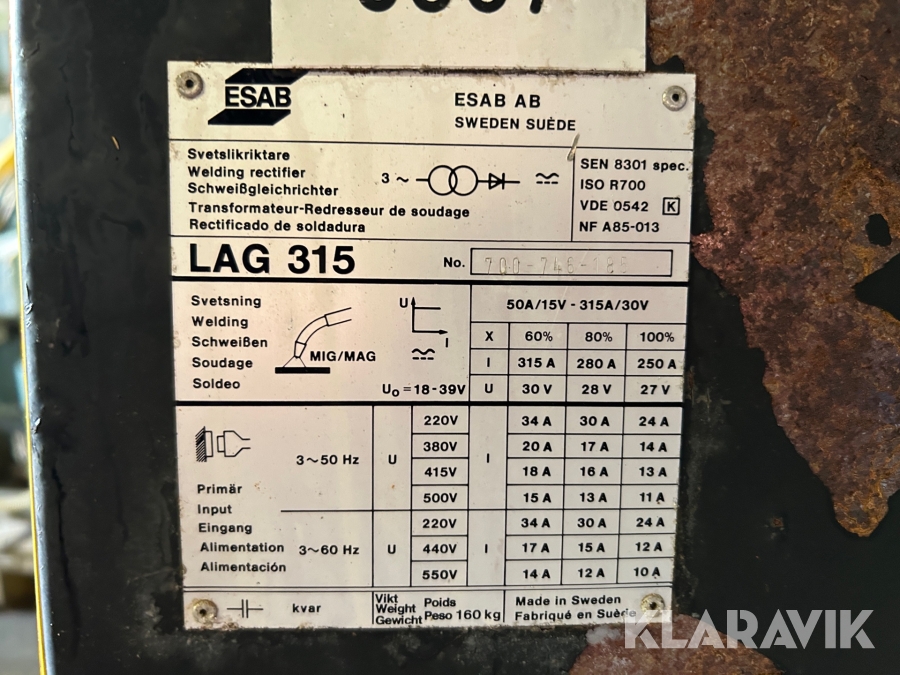 ESAB
ESAB AB
SWEDEN SUÈDE
Svetslikriktare
Welding rectifier
Schweißgleichrichter
Transformateur-Redresseur de soudage
Rectificado de soldadura
3 ~
SEN 8301 spec.
ISO R700
VDE 0542 K
NF A85-013
LAG 315
No. 700-746-186
Svetsning
Welding
Schweißen
Soudage
Soldeo
MIG/MAG
U
I
U₀ = 18-39V
50A/15V - 315A/30V
X 60% 80% 100%
I 315 A 280 A 250 A
U 30 V 28 V 27 V
Primär
Input
Eingang
Alimentation
Alimentación
3~50 Hz U I
220V 34 A 30 A 24 A
380V 20 A 17 A 14 A
415V 18 A 16 A 13 A
500V 15 A 13 A 11 A
3~60 Hz U I
220V 34 A 30 A 24 A
440V 17 A 15 A 12 A
550V 14 A 12 A 10 A
kvar
Vikt Poids
Weight
Gewicht Peso 160 kg
Made in Sweden
Fabriqué en Suède
KLARAVIK